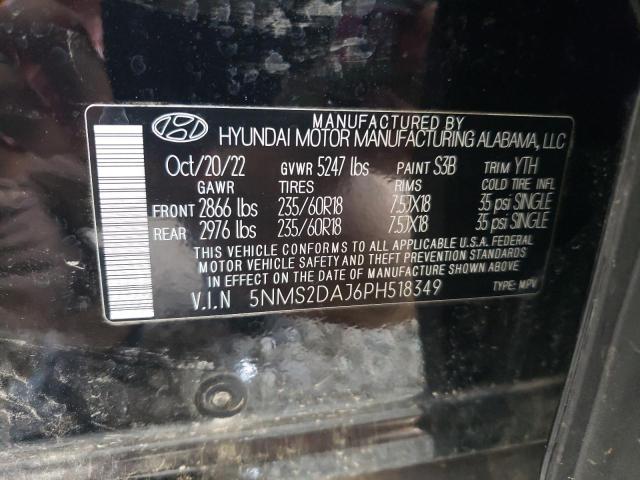 MANUFACTURED BY
HYUNDAI MOTOR MANUFACTURING ALABAMA, LLC
Oct/20/22 GVWR 5247 lbs PAINT S3B TRIM YTH
GAWR TIRES RIMS COLD TIRE INFL
FRONT 2866 lbs 235/60R18 7.5JX18 35 psi SINGLE
REAR 2976 lbs 235/60R18 7.5JX18 35 psi SINGLE
THIS VEHICLE CONFORMS TO ALL APPLICABLE U.S.A. FEDERAL
MOTOR VEHICLE SAFETY AND THEFT PREVENTION STANDARDS
IN EFFECT ON THE DATE OF MANUFACTURE SHOWN ABOVE.
V.I.N 5NMS2DAJ6PH518349 TYPE: MPV